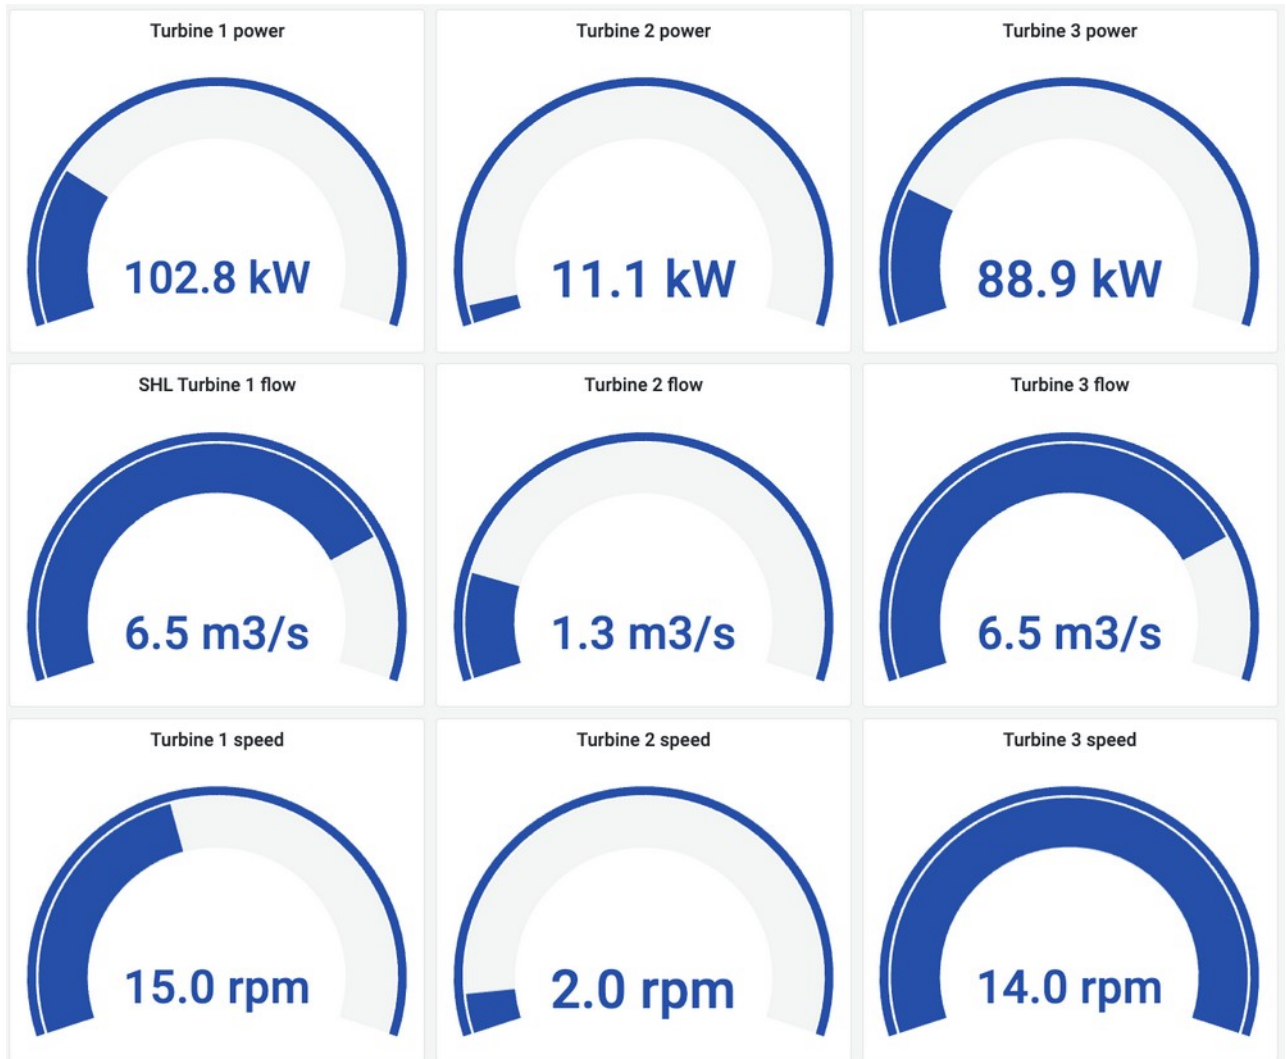 Turbine 1 power
Turbine 2 power
Turbine 3 power
102.8 kW
11.1 kW
88.9 kW
SHL Turbine 1 flow
Turbine 2 flow
Turbine 3 flow
6.5 m3/s
1.3 m3/s
6.5 m3/s
Turbine 1 speed
Turbine 2 speed
Turbine 3 speed
15.0 rpm
2.0 rpm
14.0 rpm